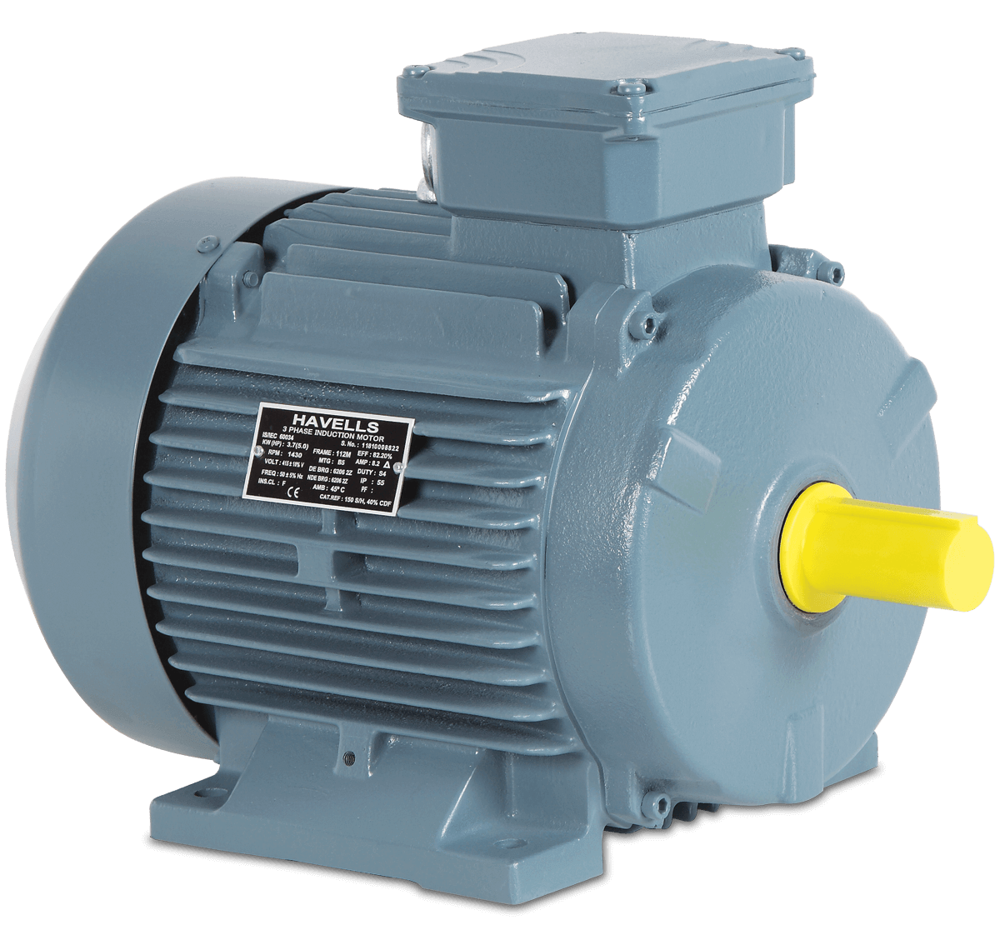 HAVELLS
3 PHASE INDUCTION MOTOR
IS/IEC 60034 S. No. : 11810008822
KW (HP) : 3.7(5.0) FRAME : 112M EFF : 82.20%
RPM : 1430 MTG : B5 AMP : 8.2 Δ
VOLT : 415 ± 10% V DE BRG : 6206 2Z DUTY : S4
FREQ : 50 ± 5% Hz NDE BRG : 6206 2Z IP : 55
INS.CL : F AMB : 45° C PF :
CE CAT.REF : 150 S/H, 40% CDF